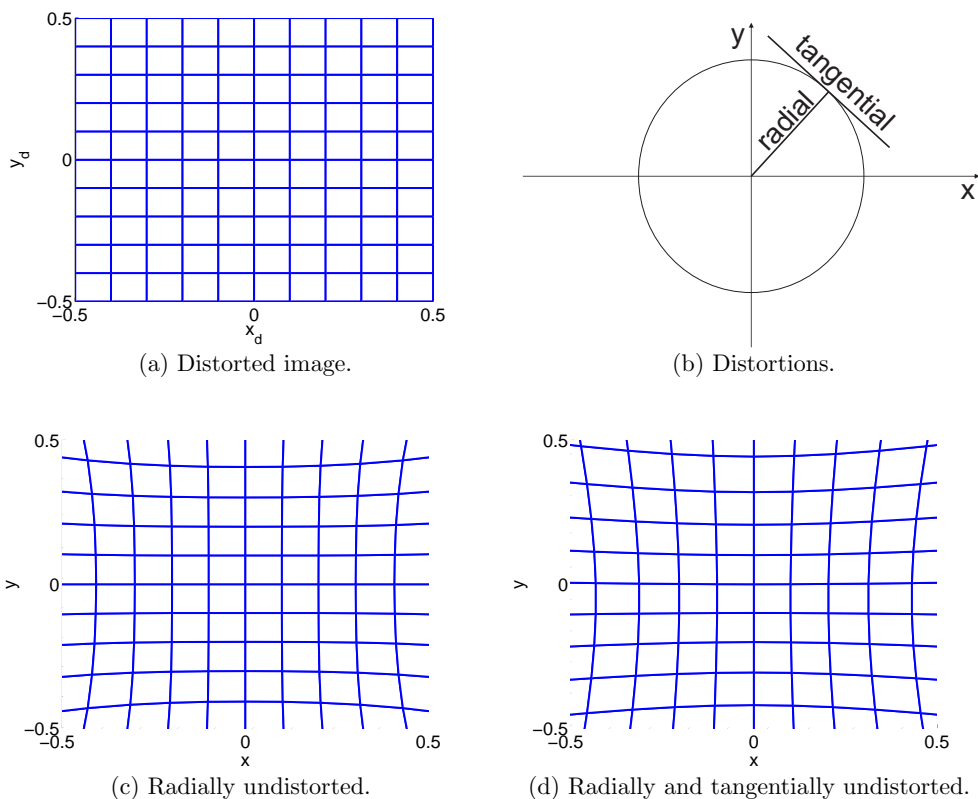 0.5
y_d
0
−0.5
−0.5 0 0.5
x_d
(a) Distorted image.
y
tangential
radial
x
(b) Distortions.
0.5
y
0
−0.5
−0.5 0 0.5
x
(c) Radially undistorted.
0.5
y
0
−0.5
−0.5 0 0.5
x
(d) Radially and tangentially undistorted.